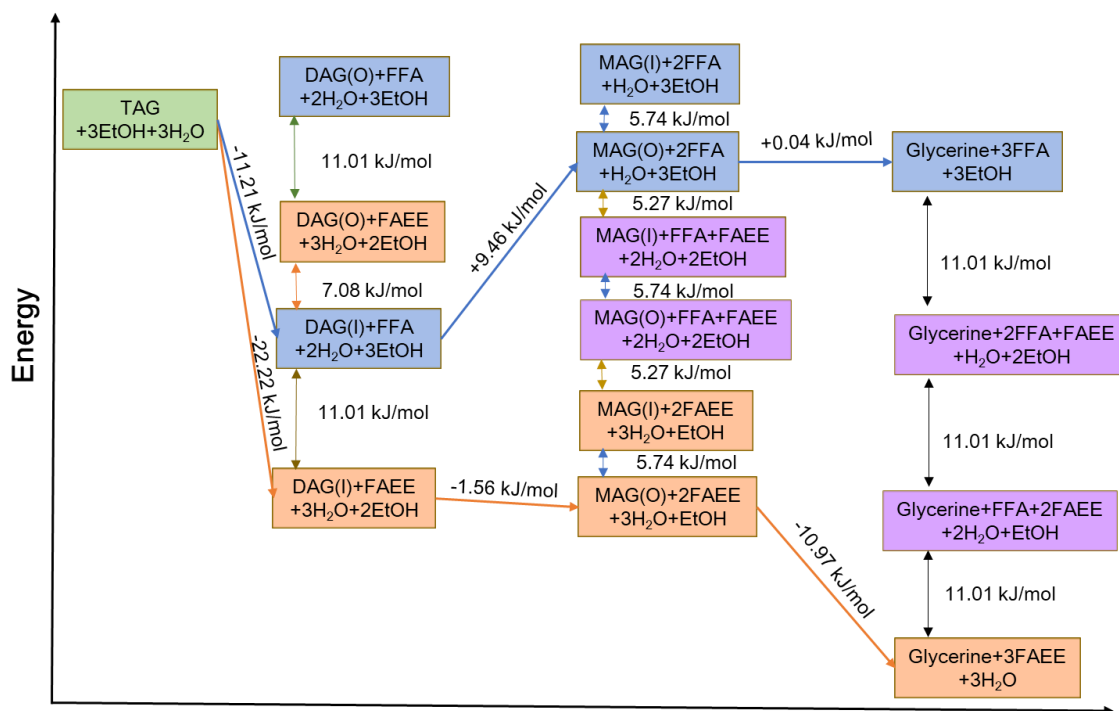 Energy
TAG
+3EtOH+3H₂O
-11.21 kJ/mol
-22.22 kJ/mol
DAG(O)+FFA
+2H₂O+3EtOH
11.01 kJ/mol
DAG(O)+FAEE
+3H₂O+2EtOH
7.08 kJ/mol
DAG(I)+FFA
+2H₂O+3EtOH
11.01 kJ/mol
DAG(I)+FAEE
+3H₂O+2EtOH
+9.46 kJ/mol
-1.56 kJ/mol
MAG(I)+2FFA
+H₂O+3EtOH
5.74 kJ/mol
MAG(O)+2FFA
+H₂O+3EtOH
5.27 kJ/mol
MAG(I)+FFA+FAEE
+2H₂O+2EtOH
5.74 kJ/mol
MAG(O)+FFA+FAEE
+2H₂O+2EtOH
5.27 kJ/mol
MAG(I)+2FAEE
+3H₂O+EtOH
5.74 kJ/mol
MAG(O)+2FAEE
+3H₂O+EtOH
+0.04 kJ/mol
-10.97 kJ/mol
Glycerine+3FFA
+3EtOH
11.01 kJ/mol
Glycerine+2FFA+FAEE
+H₂O+2EtOH
11.01 kJ/mol
Glycerine+FFA+2FAEE
+2H₂O+EtOH
11.01 kJ/mol
Glycerine+3FAEE
+3H₂O